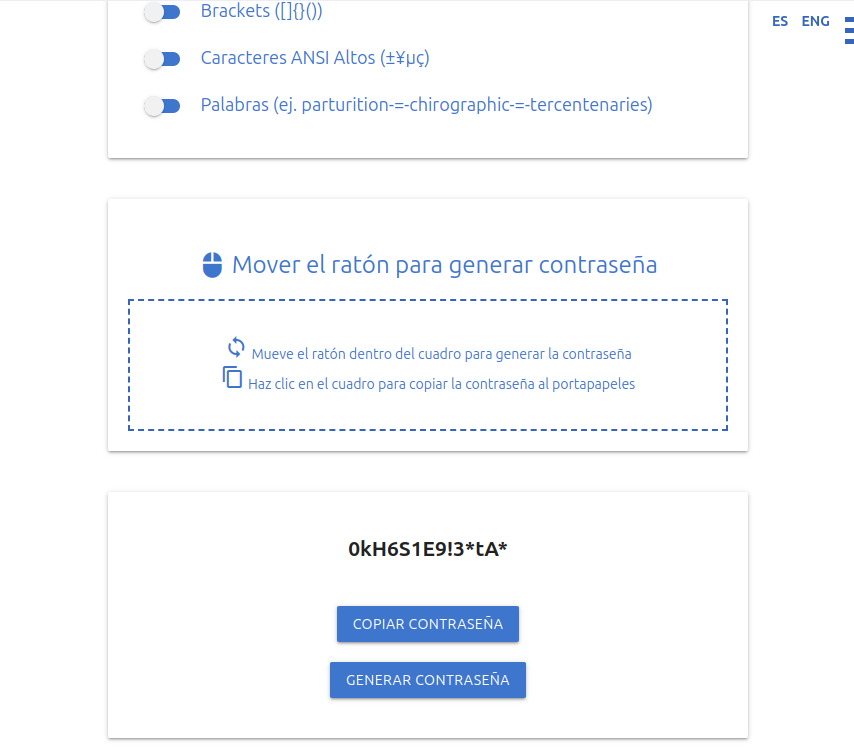 Brackets ([]{}())
ES ENG
Caracteres ANSI Altos (±¥µç)
Palabras (ej. parturition-=-chirographic-=-tercentenaries)
Mover el ratón para generar contraseña
Mueve el ratón dentro del cuadro para generar la contraseña
Haz clic en el cuadro para copiar la contraseña al portapapeles
0kH6S1E9!3*tA*
COPIAR CONTRASEÑA
GENERAR CONTRASEÑA